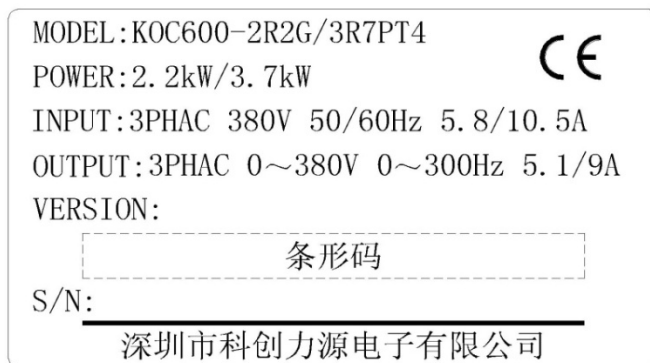 MODEL:KOC600-2R2G/3R7PT4
CE
POWER:2.2kW/3.7kW
INPUT:3PHAC 380V 50/60Hz 5.8/10.5A
OUTPUT:3PHAC 0～380V 0～300Hz 5.1/9A
VERSION:
条形码
S/N:
深圳市科创力源电子有限公司